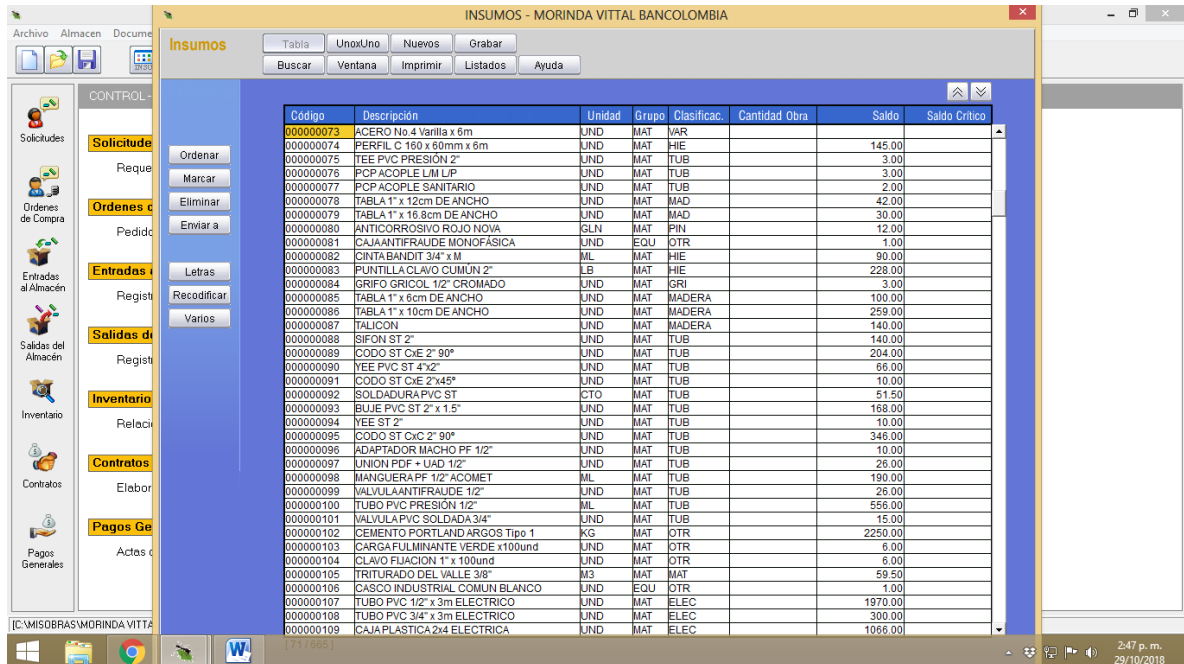 INSUMOS - MORINDA VITTAL BANCOLOMBIA
Archivo Almacen Docume
Insumos
Tabla UnoxUno Nuevos Grabar
Buscar Ventana Imprimir Listados Ayuda
CONTROL -
Solicitudes
Ordenes
de Compra
Entradas
al Almacén
Salidas del
Almacén
Inventario
Contratos
Pagos
Generales
Solicitude
Reque
Ordenes c
Pedido
Entradas
Regist
Salidas de
Regist
Inventario
Relaci
Contratos
Elabor
Pagos Ge
Actas
Ordenar
Marcar
Eliminar
Enviar a
Letras
Recodificar
Varios
Código Descripción Unidad Grupo Clasificac. Cantidad Obra Saldo Saldo Crítico
000000073 ACERO No.4 Varilla x 6m UND MAT VAR
000000074 PERFIL C 160 x 60mm x 6m UND MAT HIE 145.00
000000075 TEE PVC PRESIÓN 2" UND MAT TUB 3.00
000000076 PCP ACOPLE L/M L/P UND MAT TUB 3.00
000000077 PCP ACOPLE SANITARIO UND MAT TUB 2.00
000000078 TABLA 1" x 12cm DE ANCHO UND MAT MAD 42.00
000000079 TABLA 1" x 16.8cm DE ANCHO UND MAT MAD 30.00
000000080 ANTICORROSIVO ROJO NOVA GLN MAT PIN 12.00
000000081 CAJA ANTIFRAUDE MONOFÁSICA UND EQU OTR 1.00
000000082 CINTA BANDIT 3/4" x M ML MAT HIE 90.00
000000083 PUNTILLA CLAVO CUMÚN 2" LB MAT HIE 228.00
000000084 GRIFO GRICOL 1/2" CROMADO UND MAT GRI 3.00
000000085 TABLA 1" x 6cm DE ANCHO UND MAT MADERA 100.00
000000086 TABLA 1" x 10cm DE ANCHO UND MAT MADERA 259.00
000000087 TALICON UND MAT MADERA 140.00
000000088 SIFON ST 2" UND MAT TUB 140.00
000000089 CODO ST CxE 2" 90° UND MAT TUB 204.00
000000090 YEE PVC ST 4"x2" UND MAT TUB 66.00
000000091 CODO ST CxE 2"x45° UND MAT TUB 10.00
000000092 SOLDADURA PVC ST CTO MAT TUB 51.50
000000093 BUJE PVC ST 2" x 1.5" UND MAT TUB 168.00
000000094 YEE ST 2" UND MAT TUB 10.00
000000095 CODO ST CxC 2" 90° UND MAT TUB 346.00
000000096 ADAPTADOR MACHO PF 1/2" UND MAT TUB 10.00
000000097 UNION PDF + UAD 1/2" UND MAT TUB 26.00
000000098 MANGUERA PF 1/2" ACOMET ML MAT TUB 190.00
000000099 VALVULA ANTIFRAUDE 1/2" UND MAT TUB 26.00
000000100 TUBO PVC PRESIÓN 1/2" ML MAT TUB 556.00
000000101 VALVULA PVC SOLDADA 3/4" UND MAT TUB 15.00
000000102 CEMENTO PORTLAND ARGOS Tipo 1 KG MAT OTR 2250.00
000000103 CARGA FULMINANTE VERDE x100und UND MAT OTR 6.00
000000104 CLAVO FIJACION 1" x 100und UND MAT OTR 6.00
000000105 TRITURADO DEL VALLE 3/8" M3 MAT MAT 59.50
000000106 CASCO INDUSTRIAL COMUN BLANCO UND EQU OTR 1.00
000000107 TUBO PVC 1/2" x 3m ELECTRICO UND MAT ELEC 1970.00
000000108 TUBO PVC 3/4" x 3m ELECTRICO UND MAT ELEC 300.00
000000109 CAJA PLASTICA 2x4 ELECTRICA UND MAT ELEC 1066.00
[C:\MISOBRAS\MORINDA VITTA
[71/665]
2:47 p. m.
29/10/2018